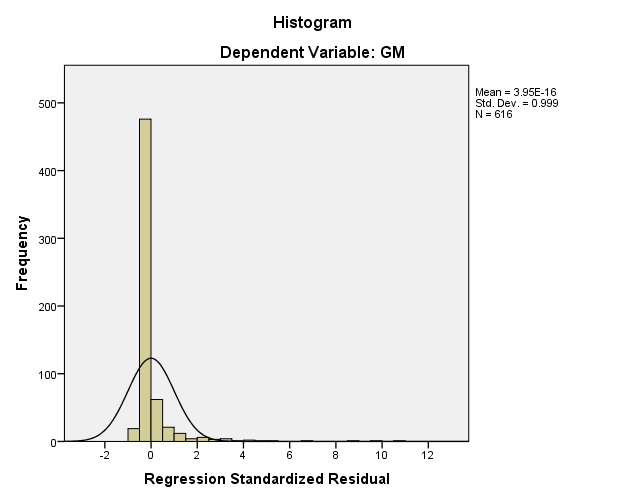 Histogram
Dependent Variable: GM
Mean = 3.95E-16
Std. Dev. = 0.999
N = 616
Frequency
500
400
300
200
100
0
-2
0
2
4
6
8
10
12
Regression Standardized Residual